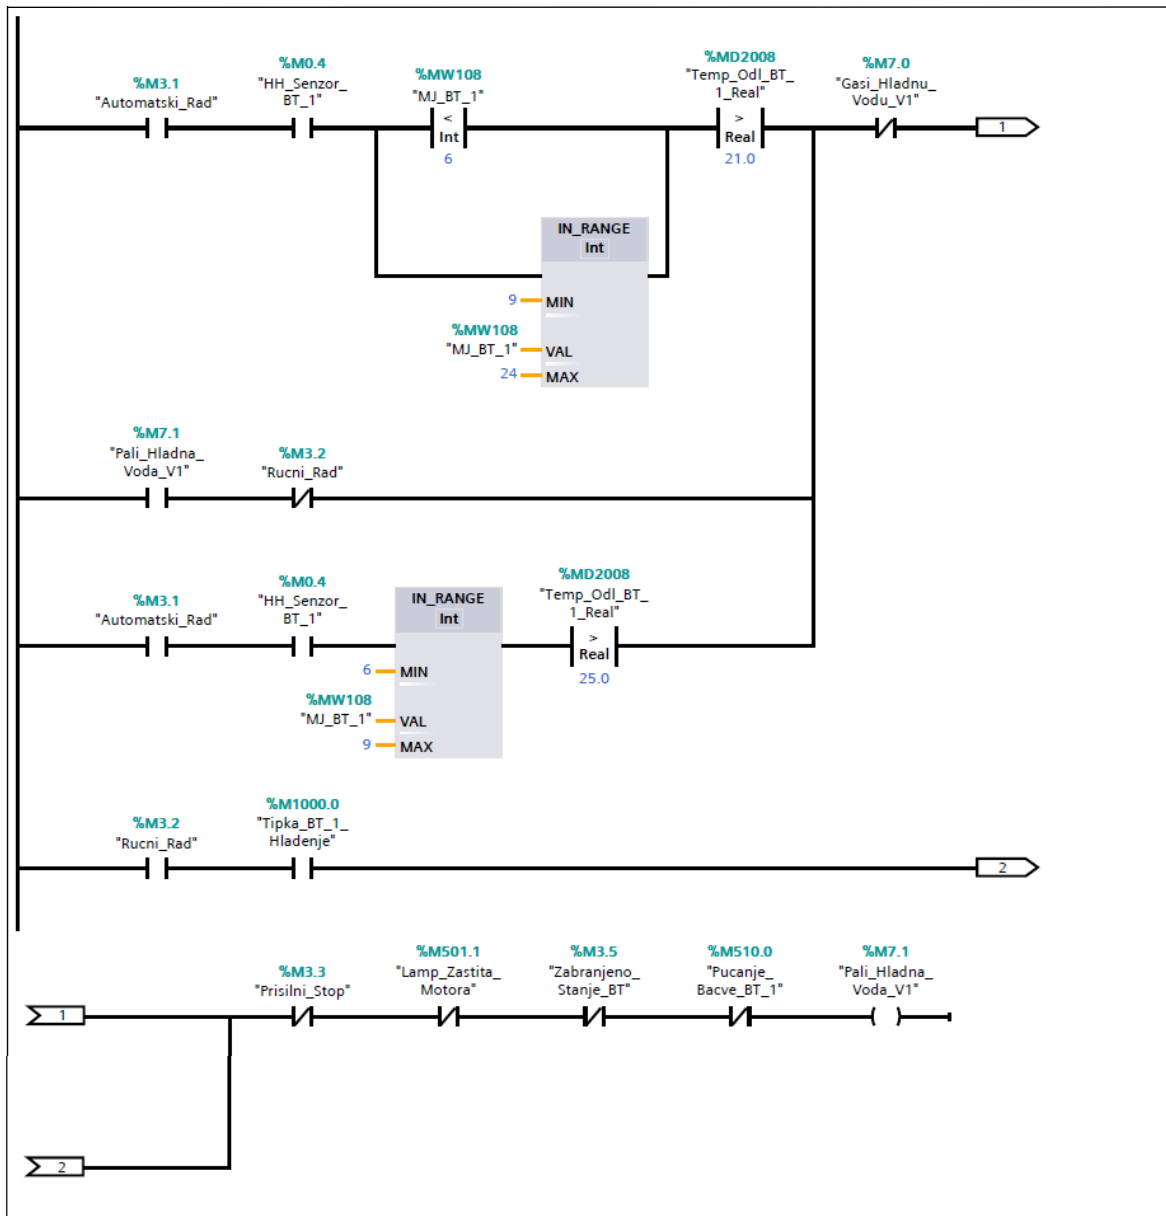 %M3.1
"Automatski_Rad"
%M0.4
"HH_Senzor_
BT_1"
%MW108
"MJ_BT_1"
<
Int
6
%MD2008
"Temp_Odl_BT_
1_Real"
>
Real
21.0
%M7.0
"Gasi_Hladnu_
Vodu_V1"
1
IN_RANGE
Int
9 MIN
%MW108
"MJ_BT_1" VAL
24 MAX
%M7.1
"Pali_Hladna_
Voda_V1"
%M3.2
"Rucni_Rad"
%M3.1
"Automatski_Rad"
%M0.4
"HH_Senzor_
BT_1"
IN_RANGE
Int
6 MIN
%MW108
"MJ_BT_1" VAL
9 MAX
%MD2008
"Temp_Odl_BT_
1_Real"
>
Real
25.0
%M3.2
"Rucni_Rad"
%M1000.0
"Tipka_BT_1_
Hladenje"
2
1
%M3.3
"Prisilni_Stop"
%M501.1
"Lamp_Zastita_
Motora"
%M3.5
"Zabranjeno_
Stanje_BT"
%M510.0
"Pucanje_
Bacve_BT_1"
%M7.1
"Pali_Hladna_
Voda_V1"
2